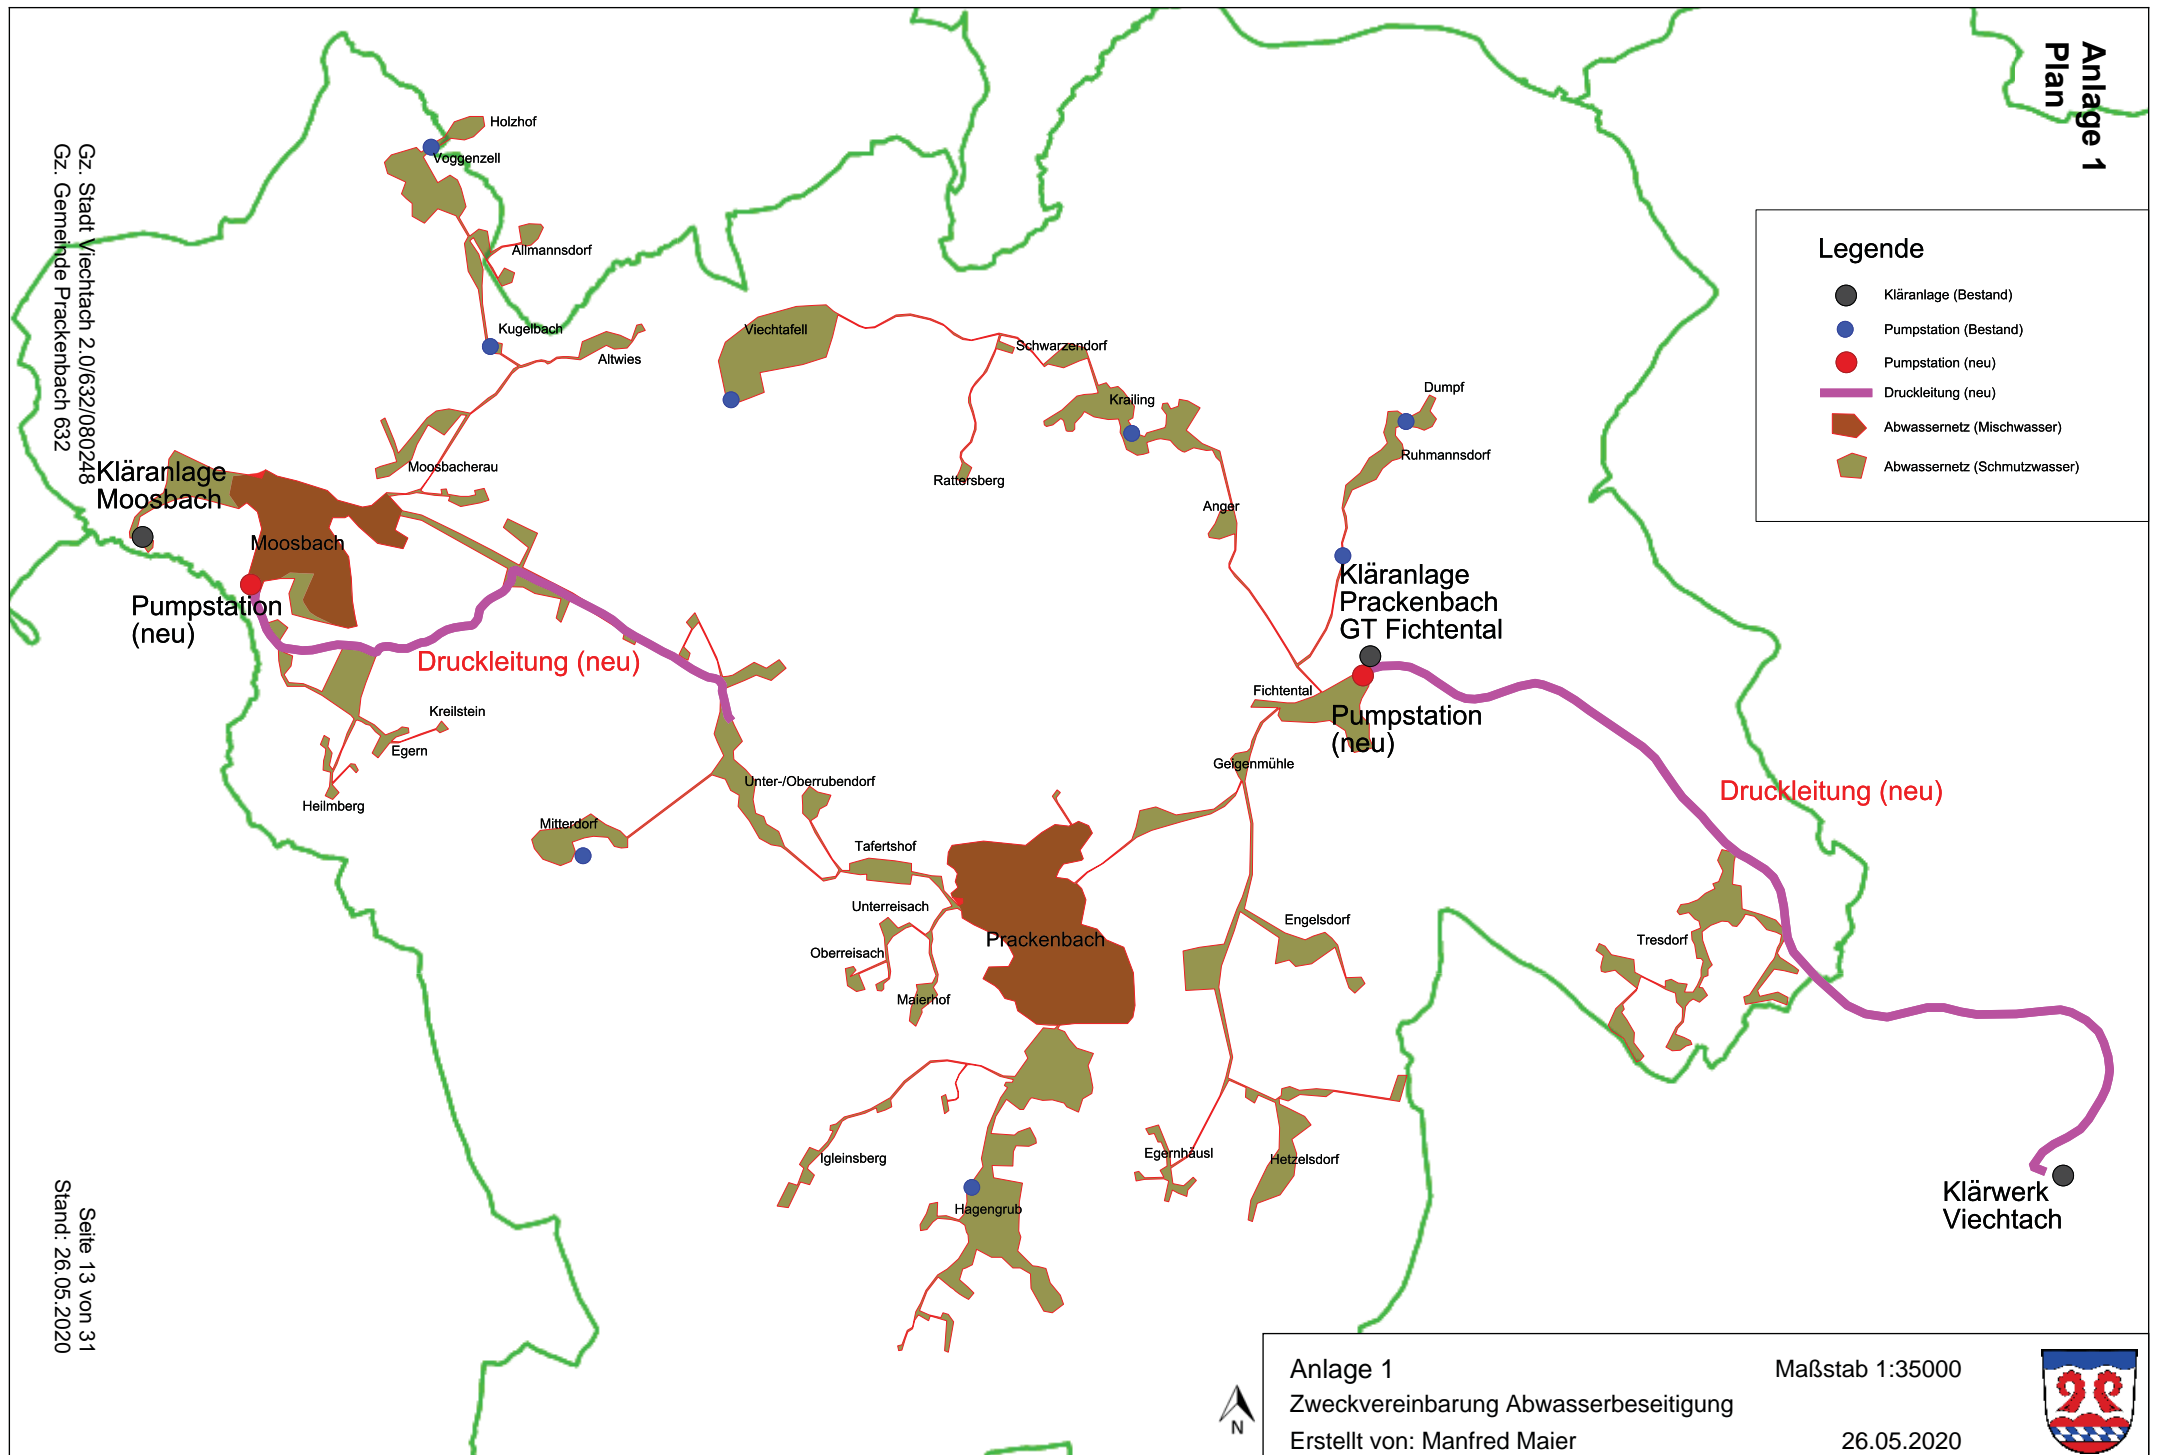 Anlage 1
Plan
Gz. Stadt Viechtach 2.0/632/080248
Gz. Gemeinde Prackenbach 632
Legende
Kläranlage (Bestand)
Pumpstation (Bestand)
Pumpstation (neu)
Druckleitung (neu)
Abwassernetz (Mischwasser)
Abwassernetz (Schmutzwasser)
Holzhof
Voggenzell
Allmannsdorf
Kugelbach
Altwies
Viechtafell
Schwarzendorf
Krailing
Dumpf
Ruhmannsdorf
Rattersberg
Anger
Moosbacherau
Kläranlage
Moosbach
Moosbach
Pumpstation
(neu)
Druckleitung (neu)
Kläranlage
Prackenbach
GT Fichtental
Fichtental
Pumpstation
(neu)
Kreilstein
Egern
Heilmberg
Geigenmühle
Unter-/Oberrubendorf
Mitterdorf
Tafertshof
Druckleitung (neu)
Unterreisach
Oberreisach
Maierhof
Prackenbach
Engelsdorf
Tresdorf
Igleinsberg
Hagengrub
Egernhäusl
Hetzelsdorf
Klärwerk
Viechtach
Seite 13 von 31
Stand: 26.05.2020
N
Anlage 1
Maßstab 1:35000
Zweckvereinbarung Abwasserbeseitigung
Erstellt von: Manfred Maier
26.05.2020